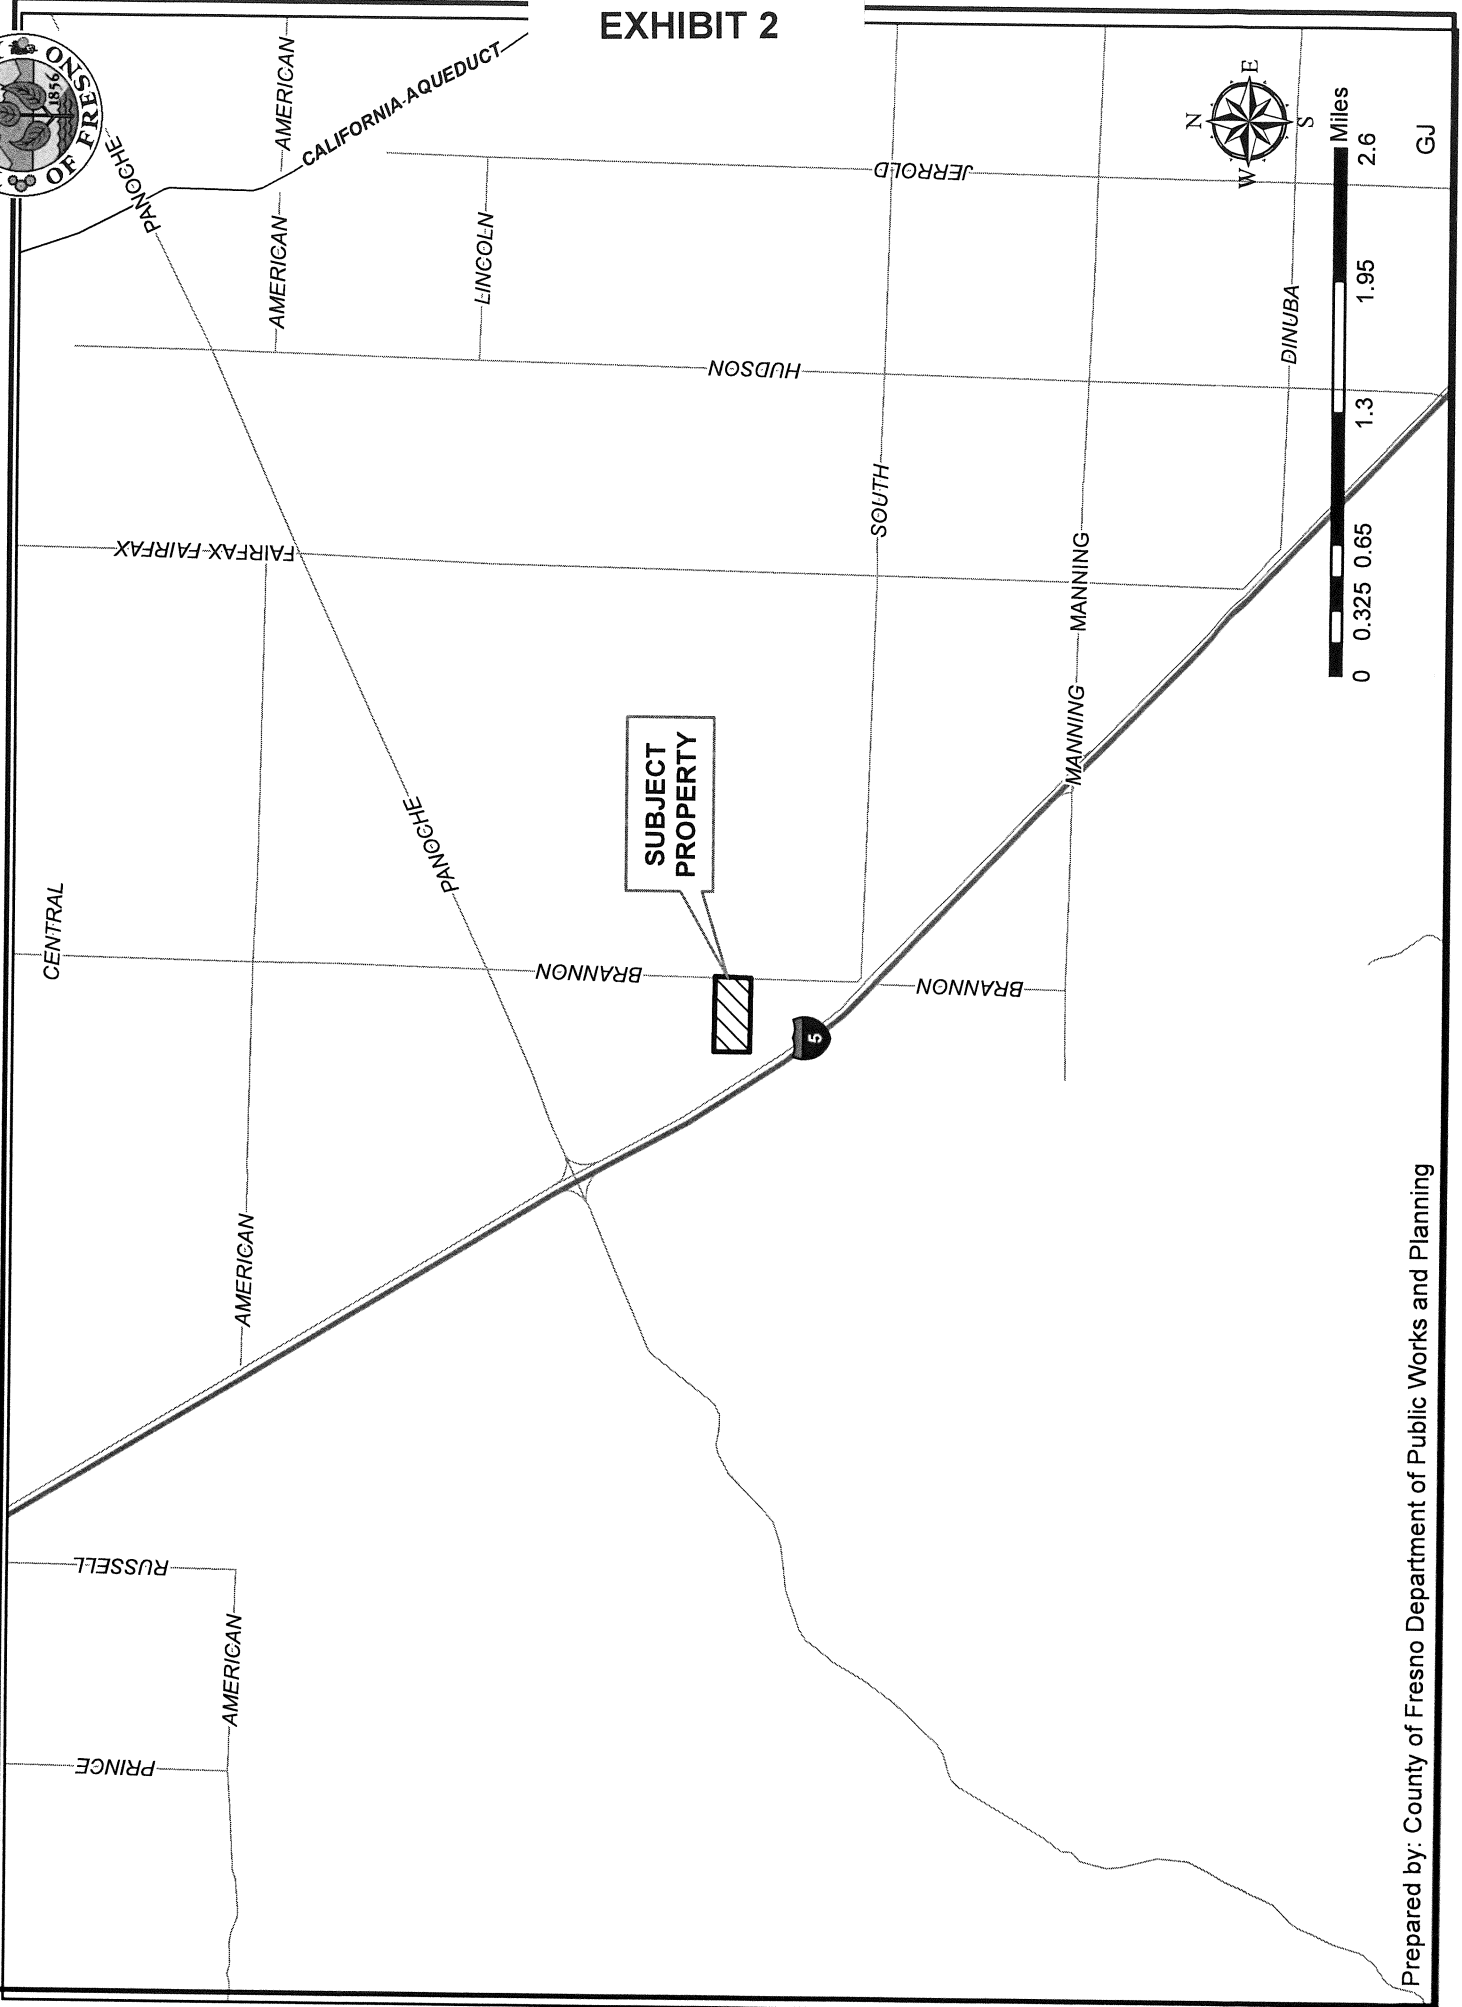 EXHIBIT 2
OF FRESNO
1856
AMERICAN
CALIFORNIA AQUEDUCT
PANOCHE
AMERICAN
LINCOLN
JERROLD
HUDSON
FAIRFAX FAIRFAX
SOUTH
MANNING
MANNING
DINUBA
CENTRAL
PANOCHE
SUBJECT
PROPERTY
BRANNON
BRANNON
5
AMERICAN
RUSSELL
AMERICAN
PRINCE
N
E
S
W
0 0.325 0.65 1.3 1.95 2.6
Miles
GJ
Prepared by: County of Fresno Department of Public Works and Planning